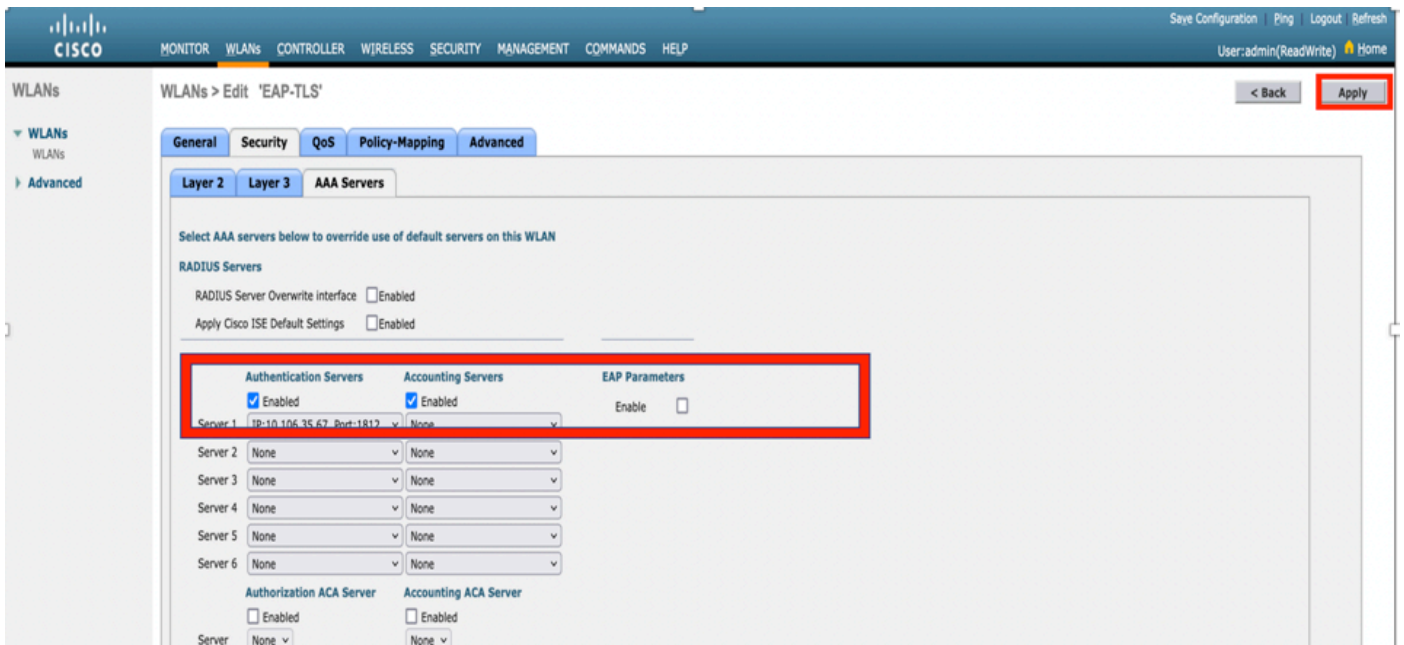 Save Configuration Ping Logout Refresh
CISCO MONITOR WLANs CONTROLLER WIRELESS SECURITY MANAGEMENT COMMANDS HELP User:admin(ReadWrite) Home
WLANs WLANs > Edit 'EAP-TLS' < Back Apply
WLANs
WLANs
Advanced
General Security QoS Policy-Mapping Advanced
Layer 2 Layer 3 AAA Servers
Select AAA servers below to override use of default servers on this WLAN
RADIUS Servers
RADIUS Server Overwrite interface Enabled
Apply Cisco ISE Default Settings Enabled
Authentication Servers Accounting Servers EAP Parameters
Enabled Enabled Enable
Server 1 IP:10.106.35.67, Port:1812 None
Server 2 None None
Server 3 None None
Server 4 None None
Server 5 None None
Server 6 None None
Authorization ACA Server Accounting ACA Server
Enabled Enabled
Server None None